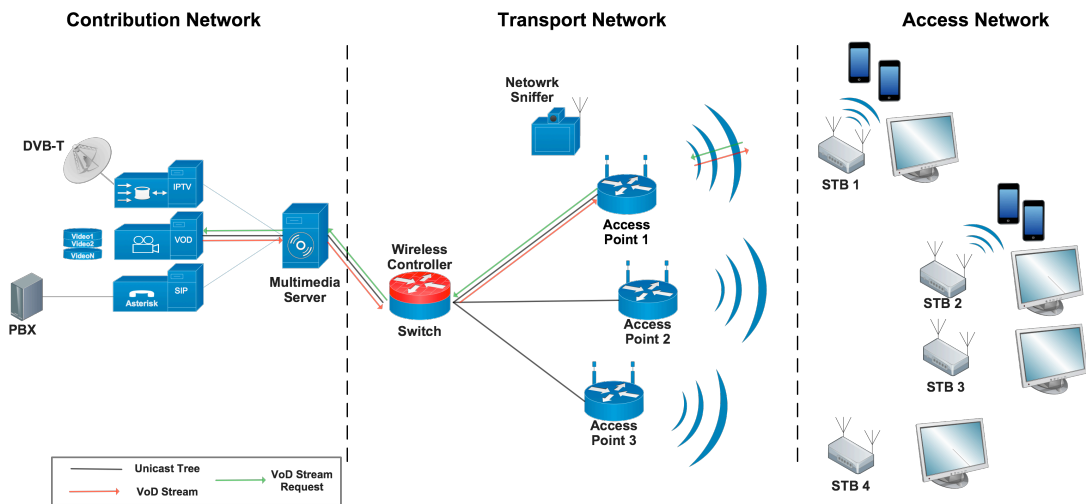 Contribution Network
Transport Network
Access Network
DVB-T
IPTV
Video1
Video2
VideoN
VOD
PBX
Asterisk
SIP
Multimedia
Server
Wireless
Controller
Switch
Netowrk
Sniffer
Access
Point 1
Access
Point 2
Access
Point 3
STB 1
STB 2
STB 3
STB 4
Unicast Tree
VoD Stream
VoD Stream
Request